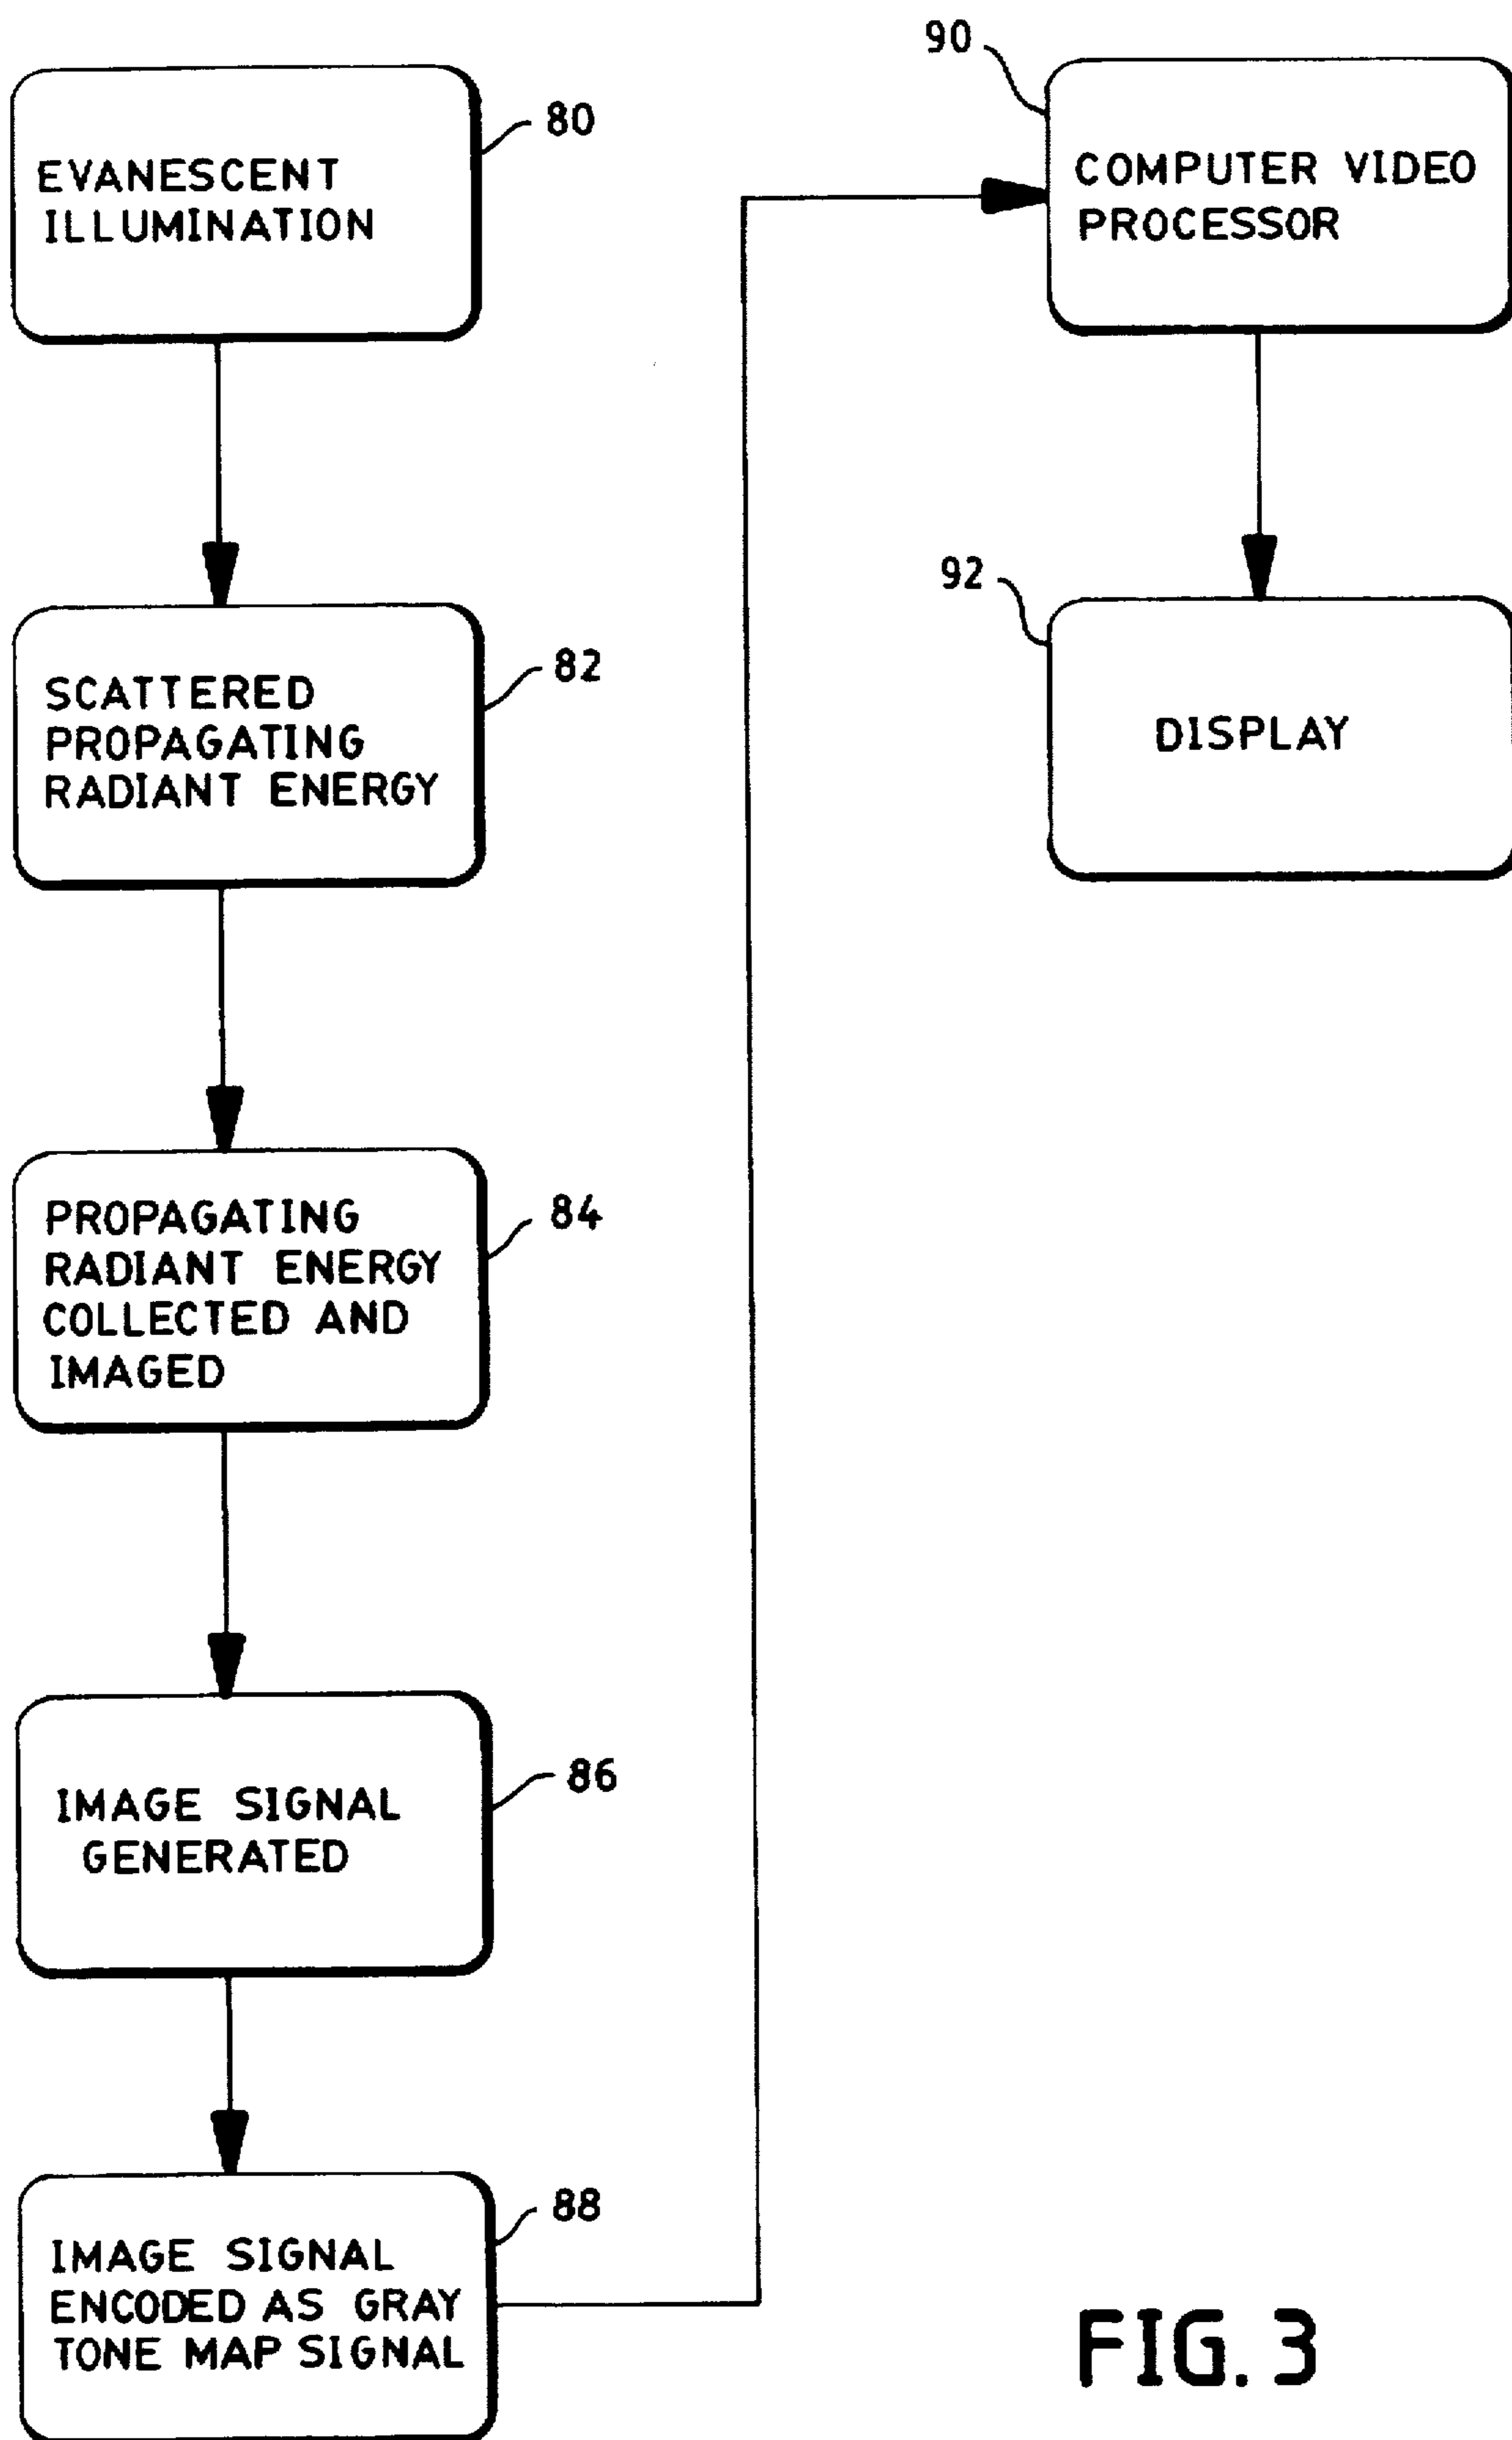 80
EVANESCENT
ILLUMINATION
82
SCATTERED
PROPAGATING
RADIANT ENERGY
84
PROPAGATING
RADIANT ENERGY
COLLECTED AND
IMAGED
86
IMAGE SIGNAL
GENERATED
88
IMAGE SIGNAL
ENCODED AS GRAY
TONE MAP SIGNAL
90
COMPUTER VIDEO
PROCESSOR
92
DISPLAY
FIG. 3